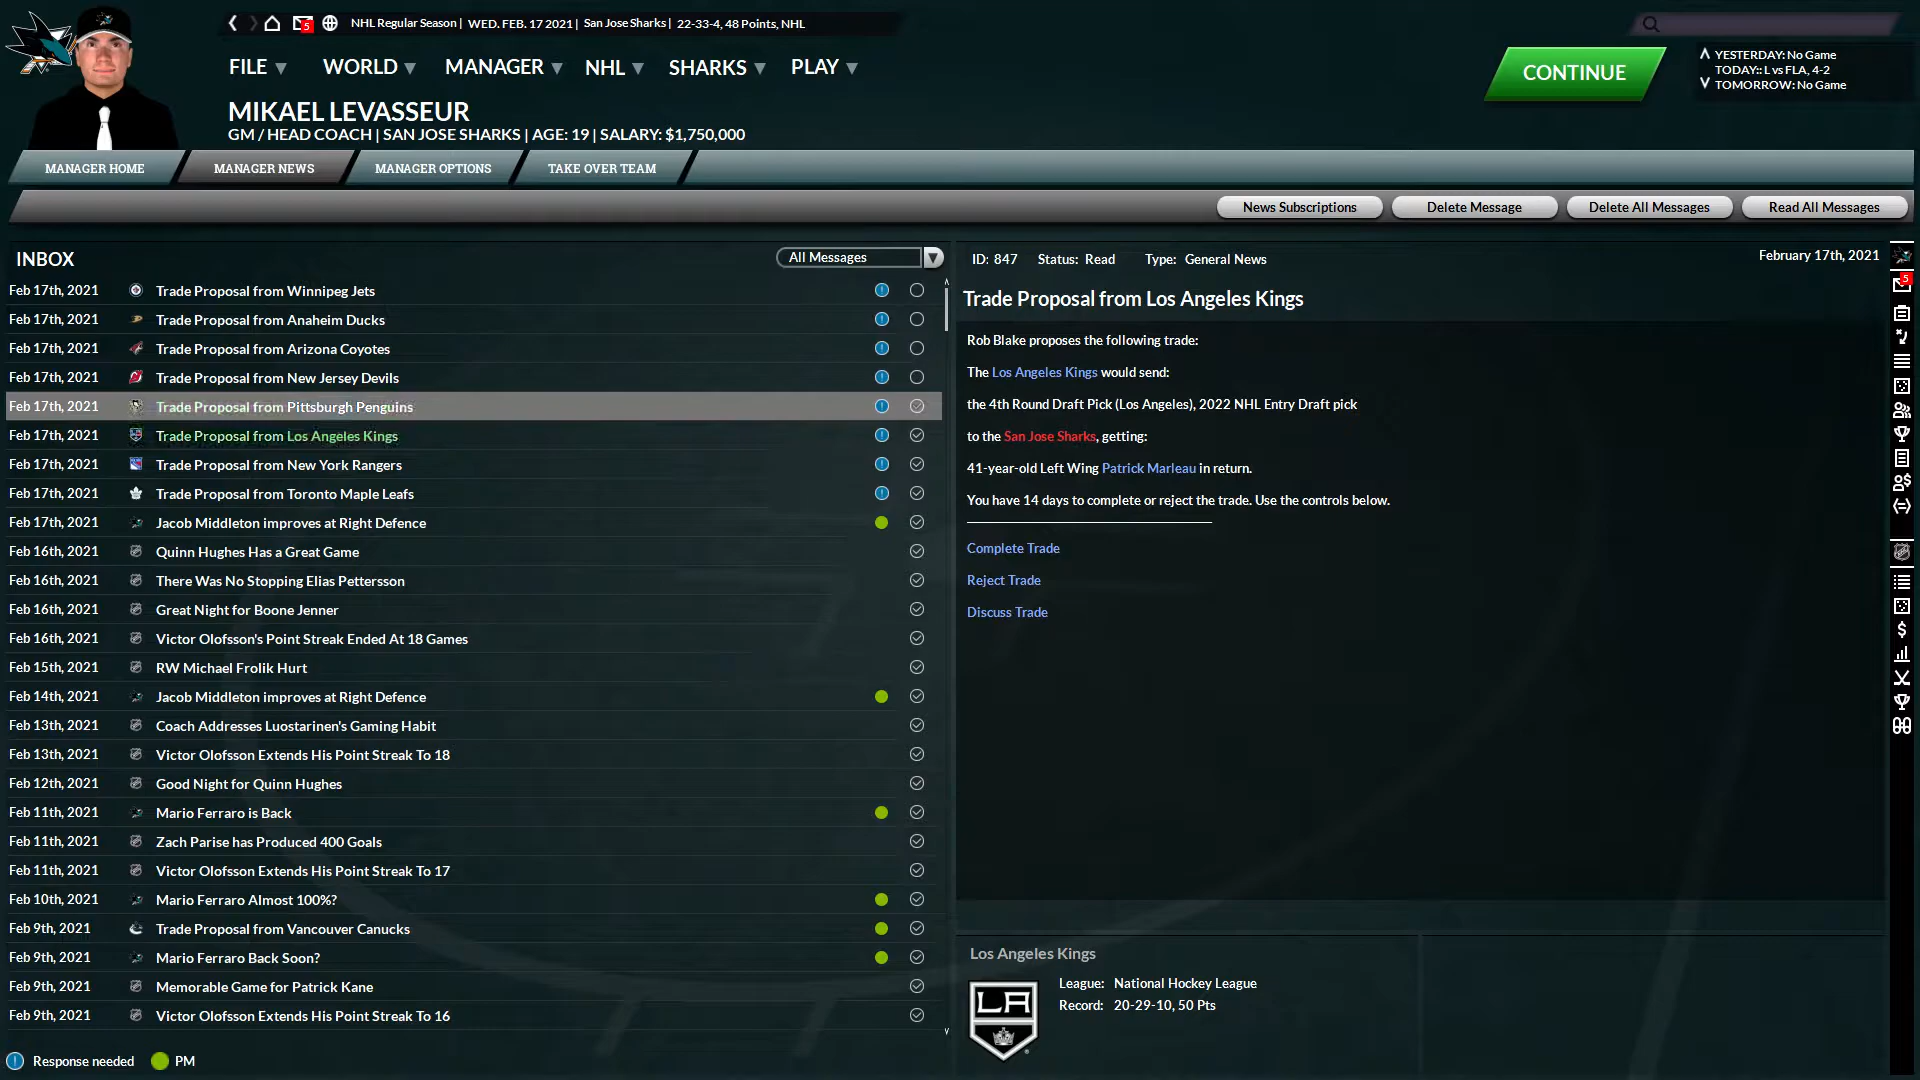 5
NHL Regular Season | WED. FEB. 17 2021 | San Jose Sharks | 22-33-4, 48 Points, NHL
FILE WORLD MANAGER NHL SHARKS PLAY
CONTINUE
YESTERDAY: No Game
TODAY:: L vs FLA, 4-2
TOMORROW: No Game
MIKAEL LEVASSEUR
GM / HEAD COACH | SAN JOSE SHARKS | AGE: 19 | SALARY: $1,750,000
MANAGER HOME MANAGER NEWS MANAGER OPTIONS TAKE OVER TEAM
News Subscriptions Delete Message Delete All Messages Read All Messages
INBOX
All Messages
Feb 17th, 2021 Trade Proposal from Winnipeg Jets
Feb 17th, 2021 Trade Proposal from Anaheim Ducks
Feb 17th, 2021 Trade Proposal from Arizona Coyotes
Feb 17th, 2021 Trade Proposal from New Jersey Devils
Feb 17th, 2021 Trade Proposal from Pittsburgh Penguins
Feb 17th, 2021 Trade Proposal from Los Angeles Kings
Feb 17th, 2021 Trade Proposal from New York Rangers
Feb 17th, 2021 Trade Proposal from Toronto Maple Leafs
Feb 17th, 2021 Jacob Middleton improves at Right Defence
Feb 16th, 2021 Quinn Hughes Has a Great Game
Feb 16th, 2021 There Was No Stopping Elias Pettersson
Feb 16th, 2021 Great Night for Boone Jenner
Feb 16th, 2021 Victor Olofsson's Point Streak Ended At 18 Games
Feb 15th, 2021 RW Michael Frolik Hurt
Feb 14th, 2021 Jacob Middleton improves at Right Defence
Feb 13th, 2021 Coach Addresses Luostarinen's Gaming Habit
Feb 13th, 2021 Victor Olofsson Extends His Point Streak To 18
Feb 12th, 2021 Good Night for Quinn Hughes
Feb 11th, 2021 Mario Ferraro is Back
Feb 11th, 2021 Zach Parise has Produced 400 Goals
Feb 11th, 2021 Victor Olofsson Extends His Point Streak To 17
Feb 10th, 2021 Mario Ferraro Almost 100%?
Feb 9th, 2021 Trade Proposal from Vancouver Canucks
Feb 9th, 2021 Mario Ferraro Back Soon?
Feb 9th, 2021 Memorable Game for Patrick Kane
Feb 9th, 2021 Victor Olofsson Extends His Point Streak To 16
Response needed PM
ID: 847 Status: Read Type: General News February 17th, 2021
Trade Proposal from Los Angeles Kings
Rob Blake proposes the following trade:
The Los Angeles Kings would send:
the 4th Round Draft Pick (Los Angeles), 2022 NHL Entry Draft pick
to the San Jose Sharks, getting:
41-year-old Left Wing Patrick Marleau in return.
You have 14 days to complete or reject the trade. Use the controls below.
Complete Trade
Reject Trade
Discuss Trade
Los Angeles Kings
LA
League: National Hockey League
Record: 20-29-10, 50 Pts
5